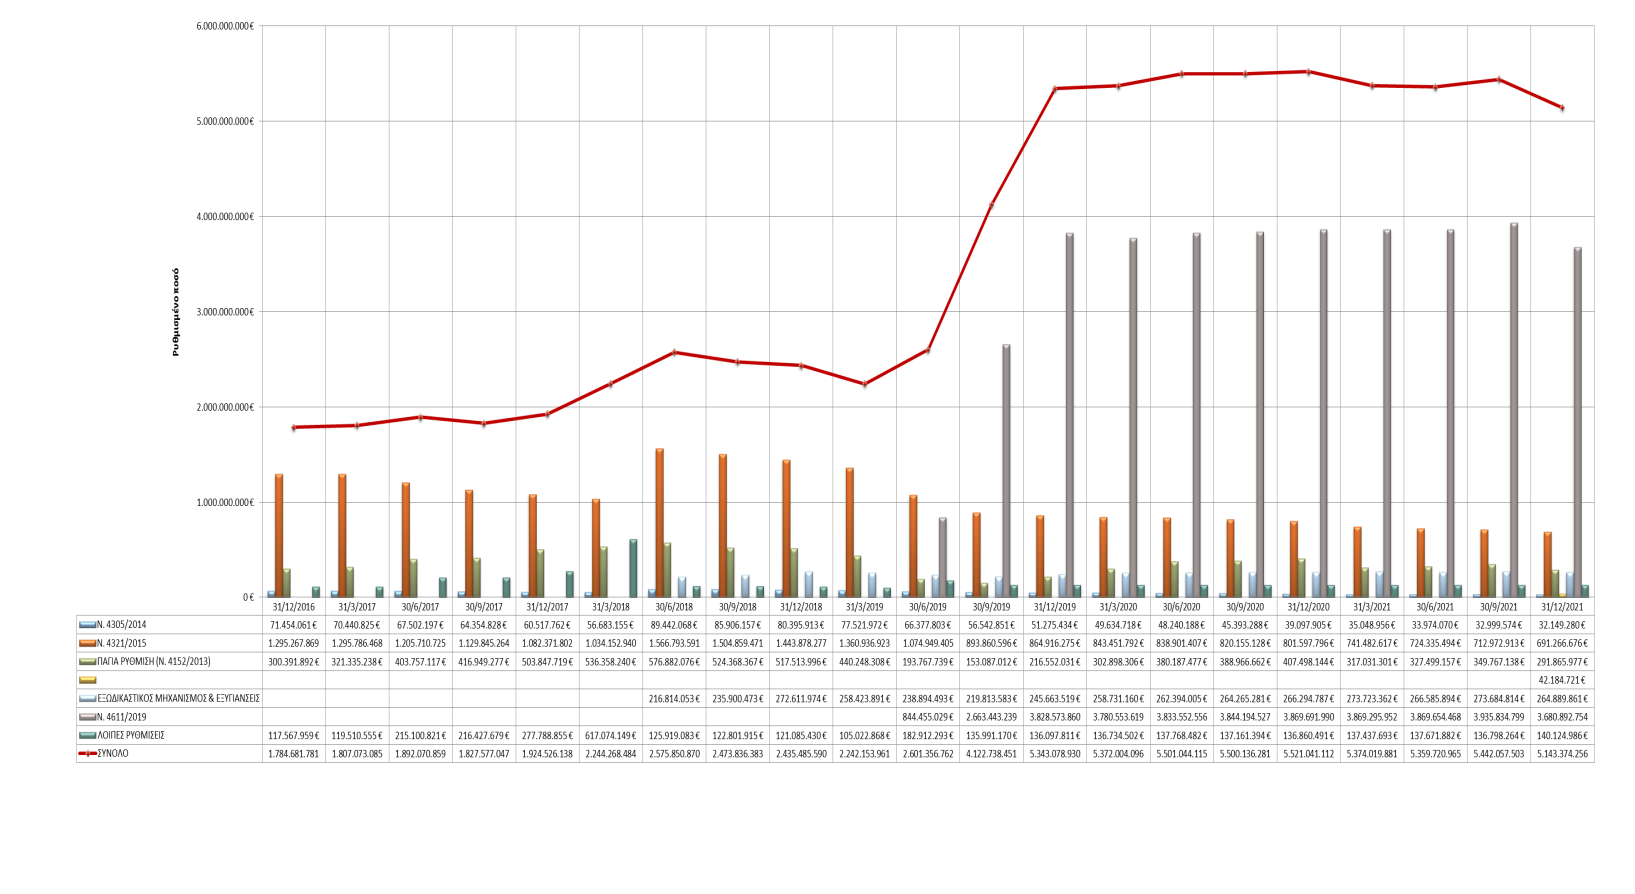 6.000.000.000€
5.000.000.000€
4.000.000.000€
3.000.000.000€
2.000.000.000€
1.000.000.000€
0€
Ρυθμισμένο ποσό
31/12/2016 31/3/2017 30/6/2017 30/9/2017 31/12/2017 31/3/2018 30/6/2018 30/9/2018 31/12/2018 31/3/2019 30/6/2019 30/9/2019 31/12/2019 31/3/2020 30/6/2020 30/9/2020 31/12/2020 31/3/2021 30/6/2021 30/9/2021 31/12/2021
Ν. 4305/2014 71.454.061 € 70.440.825 € 67.502.197 € 64.354.828 € 60.517.762 € 56.683.155 € 89.442.068 € 85.906.157 € 80.395.913 € 77.521.972 € 66.377.803 € 56.542.851 € 51.275.434 € 49.634.718 € 48.240.188 € 45.393.288 € 39.097.905 € 35.048.956 € 33.974.070 € 32.999.574 € 32.149.280 €
Ν. 4321/2015 1.295.267.869 1.295.786.468 1.205.710.725 1.129.845.264 1.082.371.802 1.034.152.940 1.566.793.591 1.504.859.471 1.443.878.277 1.360.936.923 1.074.949.405 893.860.596 € 864.916.275 € 843.451.792 € 838.901.407 € 820.155.128 € 801.597.796 € 741.482.617 € 724.335.494 € 712.972.913 € 691.266.676 €
ΠΑΓΙΑ ΡΥΘΜΙΣΗ (Ν. 4152/2013) 300.391.892 € 321.335.238 € 403.757.117 € 416.949.277 € 503.847.719 € 536.358.240 € 576.882.076 € 524.368.367 € 517.513.996 € 440.248.308 € 193.767.739 € 153.087.012 € 216.552.031 € 302.898.306 € 380.187.477 € 388.966.662 € 407.498.144 € 317.031.301 € 327.499.157 € 349.767.138 € 291.865.977 €
42.184.721 €
ΕΞΩΔΙΚΑΣΤΙΚΟΣ ΜΗΧΑΝΙΣΜΟΣ & ΕΞΥΓΙΑΝΣΕΙΣ 216.814.053 € 235.900.473 € 272.611.974 € 258.423.891 € 238.894.493 € 219.813.583 € 245.663.519 € 258.731.160 € 262.394.005 € 264.265.281 € 266.294.787 € 273.723.362 € 266.585.894 € 273.684.814 € 264.889.861 €
Ν. 4611/2019 844.455.029 € 2.663.443.239 3.828.573.860 3.780.553.619 3.833.552.556 3.844.194.527 3.869.691.990 3.869.295.952 3.869.654.468 3.935.834.799 3.680.892.754
ΛΟΙΠΕΣ ΡΥΘΜΙΣΕΙΣ 117.567.959 € 119.510.555 € 215.100.821 € 216.427.679 € 277.788.855 € 617.074.149 € 125.919.083 € 122.801.915 € 121.085.430 € 105.022.868 € 182.912.293 € 135.991.170 € 136.097.811 € 136.734.502 € 137.768.482 € 137.161.394 € 136.860.491 € 137.437.693 € 137.671.882 € 136.798.264 € 140.124.986 €
ΣΥΝΟΛΟ 1.784.681.781 1.807.073.085 1.892.070.859 1.827.577.047 1.924.526.138 2.244.268.484 2.575.850.870 2.473.836.383 2.435.485.590 2.242.153.961 2.601.356.762 4.122.738.451 5.343.078.930 5.372.004.096 5.501.044.115 5.500.136.281 5.521.041.112 5.374.019.881 5.359.720.965 5.442.057.503 5.143.374.256